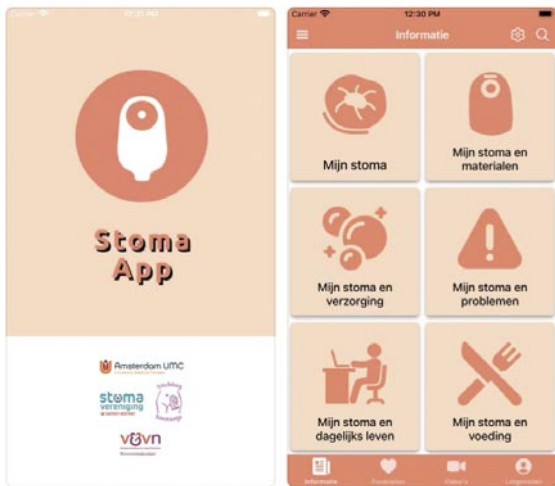 12:31 PM
Stoma
App
Amsterdam UMC
stoma
vereniging
v&vn
Carrier
12:30 PM
Informatie
Mijn stoma
Mijn stoma en
materialen
Mijn stoma en
verzorging
Mijn stoma en
problemen
Mijn stoma en
dagelijks leven
Mijn stoma en
voeding
Informatie
Favorieten
Video's
Lotgenoten